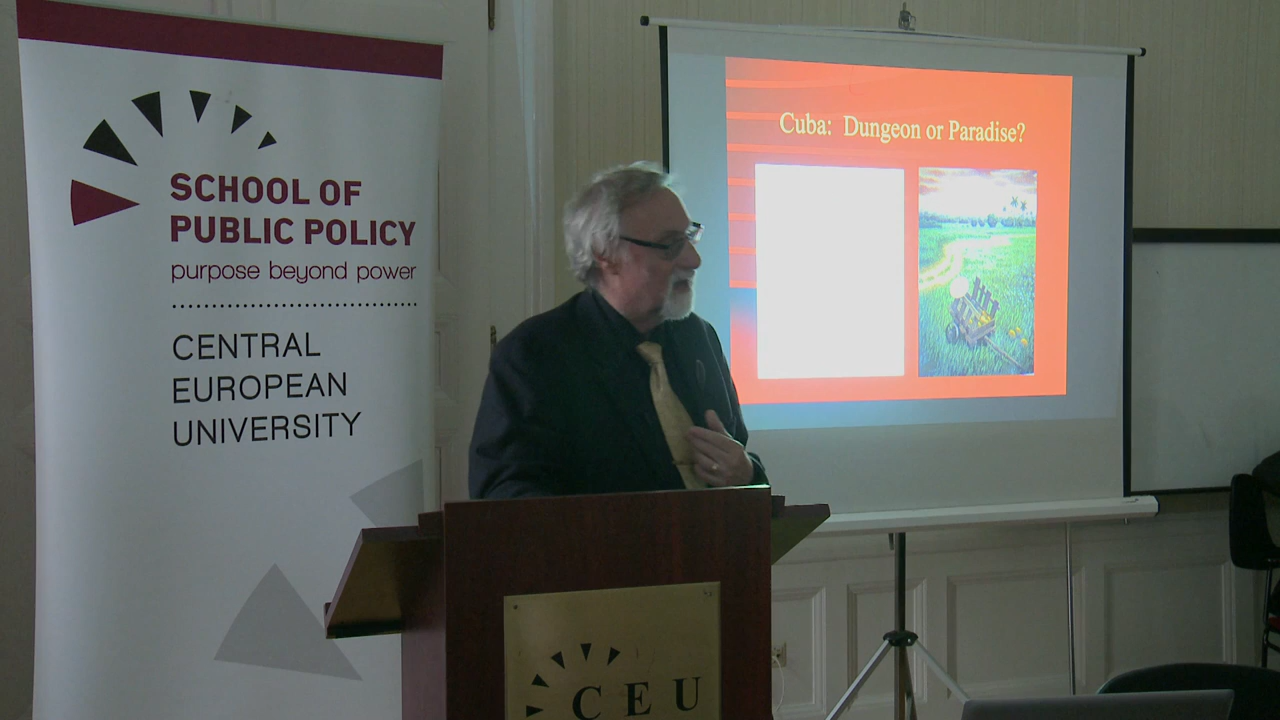 SCHOOL OF
PUBLIC POLICY
purpose beyond power
CENTRAL
EUROPEAN
UNIVERSITY
Cuba: Dungeon or Paradise?
CEU